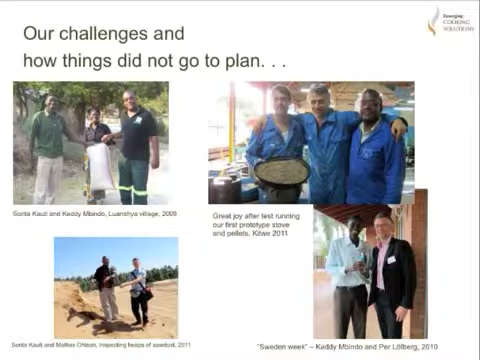 Our challenges and
how things did not go to plan. . .
Emerging
COOKING
SOLUTIONS
Sonta Kauti and Keddy Mbindo, Luanshya village, 2009
Great joy after test running
our first prototype stove
and pellets. Kitwe 2011
Sonta Kauti and Mattias Ohlson, inspecting heaps of sawdust, 2011
"Sweden week" – Keddy Mbindo and Per Löfberg, 2010